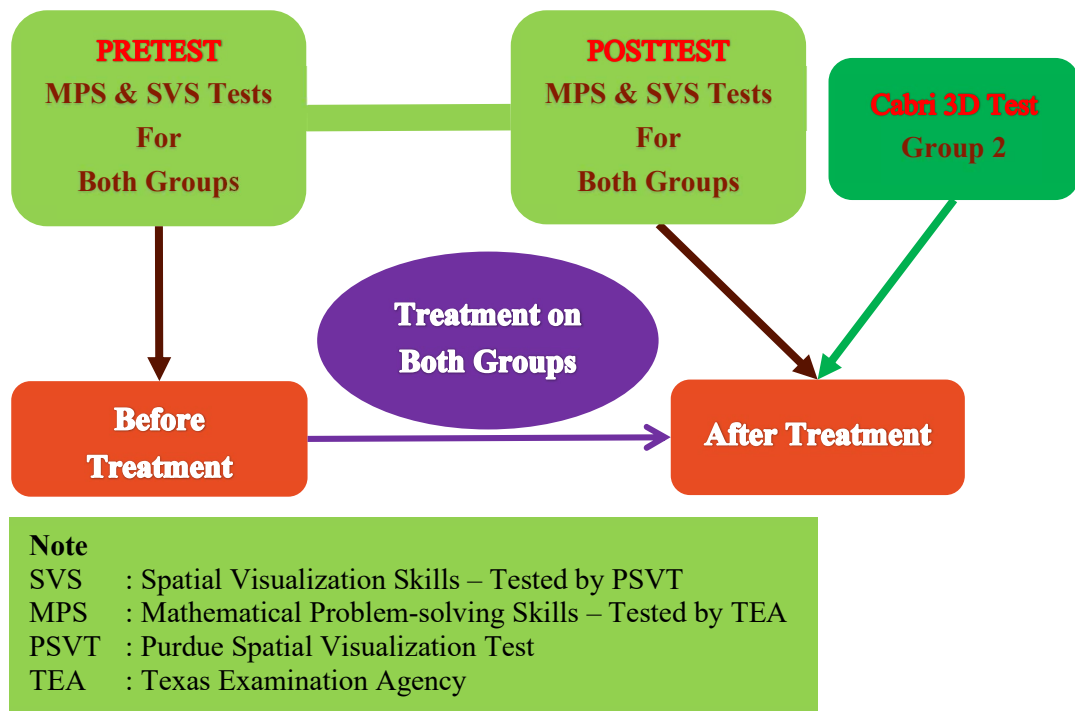 PRETEST
MPS & SVS Tests
For
Both Groups
POSTTEST
MPS & SVS Tests
For
Both Groups
Cabri 3D Test
Group 2
Treatment on
Both Groups
Before
Treatment
After Treatment
Note
SVS : Spatial Visualization Skills – Tested by PSVT
MPS : Mathematical Problem-solving Skills – Tested by TEA
PSVT : Purdue Spatial Visualization Test
TEA : Texas Examination Agency